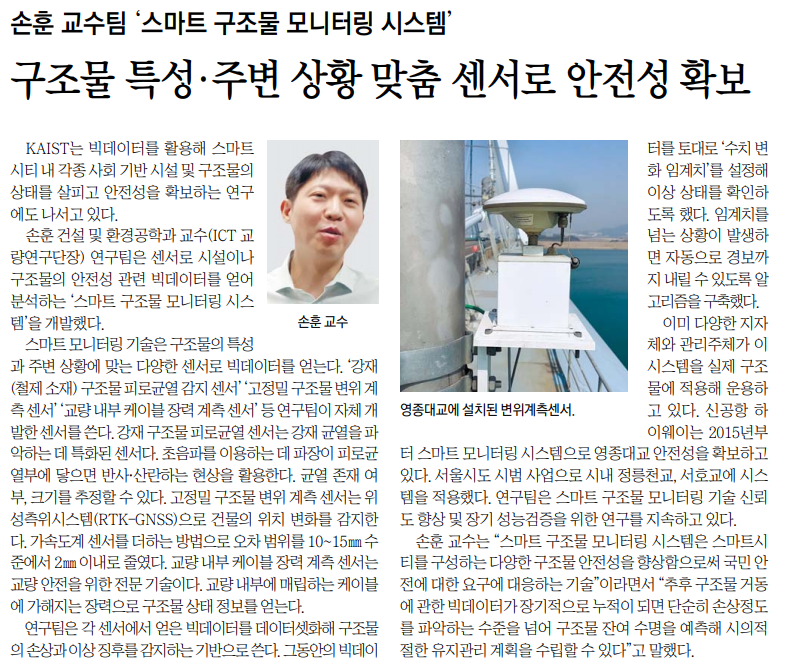 손훈 교수팀 ‘스마트 구조물 모니터링 시스템’
구조물 특성·주변 상황 맞춤 센서로 안전성 확보
KAIST는 빅데이터를 활용해 스마트
시티 내 각종 사회 기반 시설 및 구조물의
상태를 살피고 안전성을 확보하는 연구
에도 나서고 있다.
손훈 건설 및 환경공학과 교수(ICT 교
량연구단장) 연구팀은 센서로 시설이나
구조물의 안전성 관련 빅데이터를 얻어
분석하는 ‘스마트 구조물 모니터링 시스
템’을 개발했다.
스마트 모니터링 기술은 구조물의 특성
과 주변 상황에 맞는 다양한 센서로 빅데이터를 얻는다. ‘강재
(철제 소재) 구조물 피로균열 감지 센서’ ‘고정밀 구조물 변위 계
측 센서’ ‘교량 내부 케이블 장력 계측 센서’ 등 연구팀이 자체 개
발한 센서를 쓴다. 강재 구조물 피로균열 센서는 강재 균열을 파
악하는 데 특화된 센서다. 초음파를 이용하는 데 파장이 피로균
열부에 닿으면 반사·산란하는 현상을 활용한다. 균열 존재 여
부, 크기를 추정할 수 있다. 고정밀 구조물 변위 계측 센서는 위
성측위시스템(RTK-GNSS)으로 건물의 위치 변화를 감지한
다. 가속도계 센서를 더하는 방법으로 오차 범위를 10~15㎜ 수
준에서 2㎜ 이내로 줄였다. 교량 내부 케이블 장력 계측 센서는
교량 안전을 위한 전문 기술이다. 교량 내부에 매립하는 케이블
에 가해지는 장력으로 구조물 상태 정보를 얻는다.
연구팀은 각 센서에서 얻은 빅데이터를 데이터셋화해 구조물
의 손상과 이상 징후를 감지하는 기반으로 쓴다. 그동안의 빅데이
손훈 교수
영종대교에 설치된 변위계측센서.
터를 토대로 ‘수치 변
화 임계치’를 설정해
이상 상태를 확인하
도록 했다. 임계치를
넘는 상황이 발생하
면 자동으로 경보까
지 내릴 수 있도록 알
고리즘을 구축했다.
이미 다양한 지자
체와 관리주체가 이
시스템을 실제 구조
물에 적용해 운용하
고 있다. 신공항 하
이웨이는 2015년부
터 스마트 모니터링 시스템으로 영종대교 안전성을 확보하고
있다. 서울시도 시범 사업으로 시내 정릉천교, 서호교에 시스
템을 적용했다. 연구팀은 스마트 구조물 모니터링 기술 신뢰
도 향상 및 장기 성능검증을 위한 연구를 지속하고 있다.
손훈 교수는 “스마트 구조물 모니터링 시스템은 스마트시
티를 구성하는 다양한 구조물 안전성을 향상함으로써 국민 안
전에 대한 요구에 대응하는 기술”이라면서 “추후 구조물 거동
에 관한 빅데이터가 장기적으로 누적이 되면 단순히 손상정도
를 파악하는 수준을 넘어 구조물 잔여 수명을 예측해 시의적
절한 유지관리 계획을 수립할 수 있다”고 말했다.